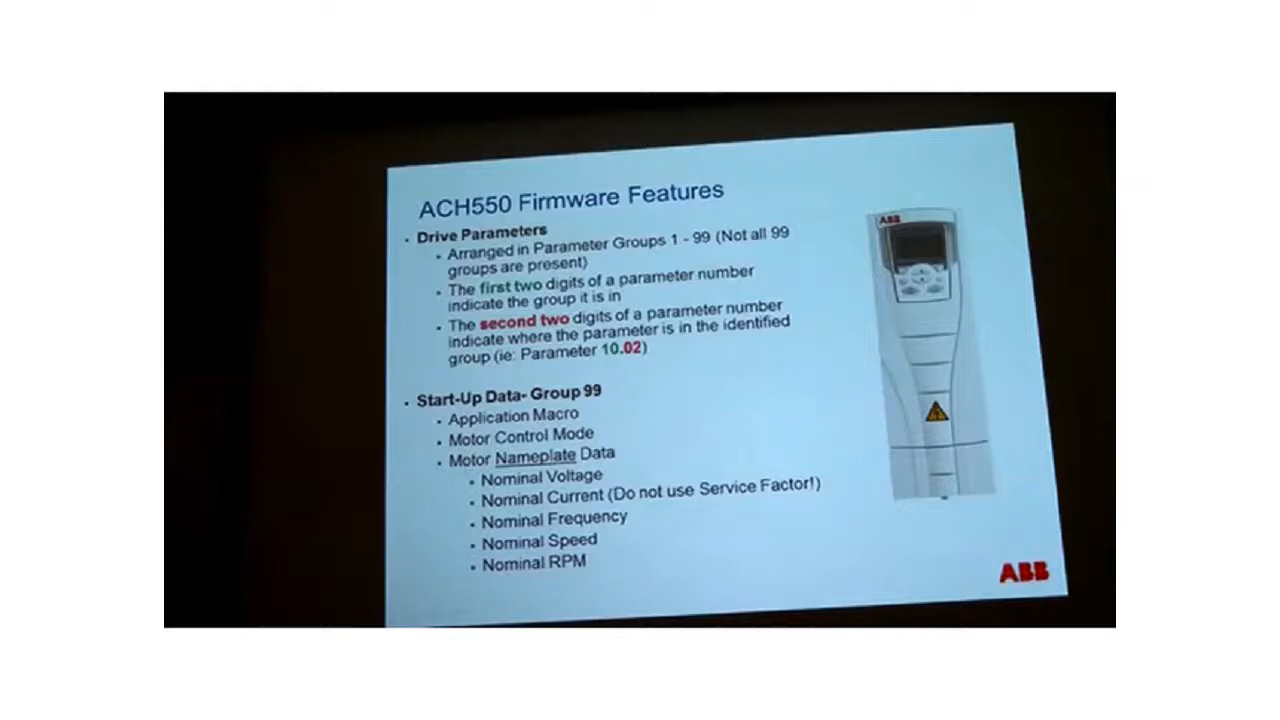 ACH550 Firmware Features
• Drive Parameters
• Arranged in Parameter Groups 1 - 99 (Not all 99
groups are present)
• The first two digits of a parameter number
indicate the group it is in
• The second two digits of a parameter number
indicate where the parameter is in the identified
group (ie: Parameter 10.02)
• Start-Up Data- Group 99
• Application Macro
• Motor Control Mode
• Motor Nameplate Data
• Nominal Voltage
• Nominal Current (Do not use Service Factor!)
• Nominal Frequency
• Nominal Speed
• Nominal RPM
ABB
ABB